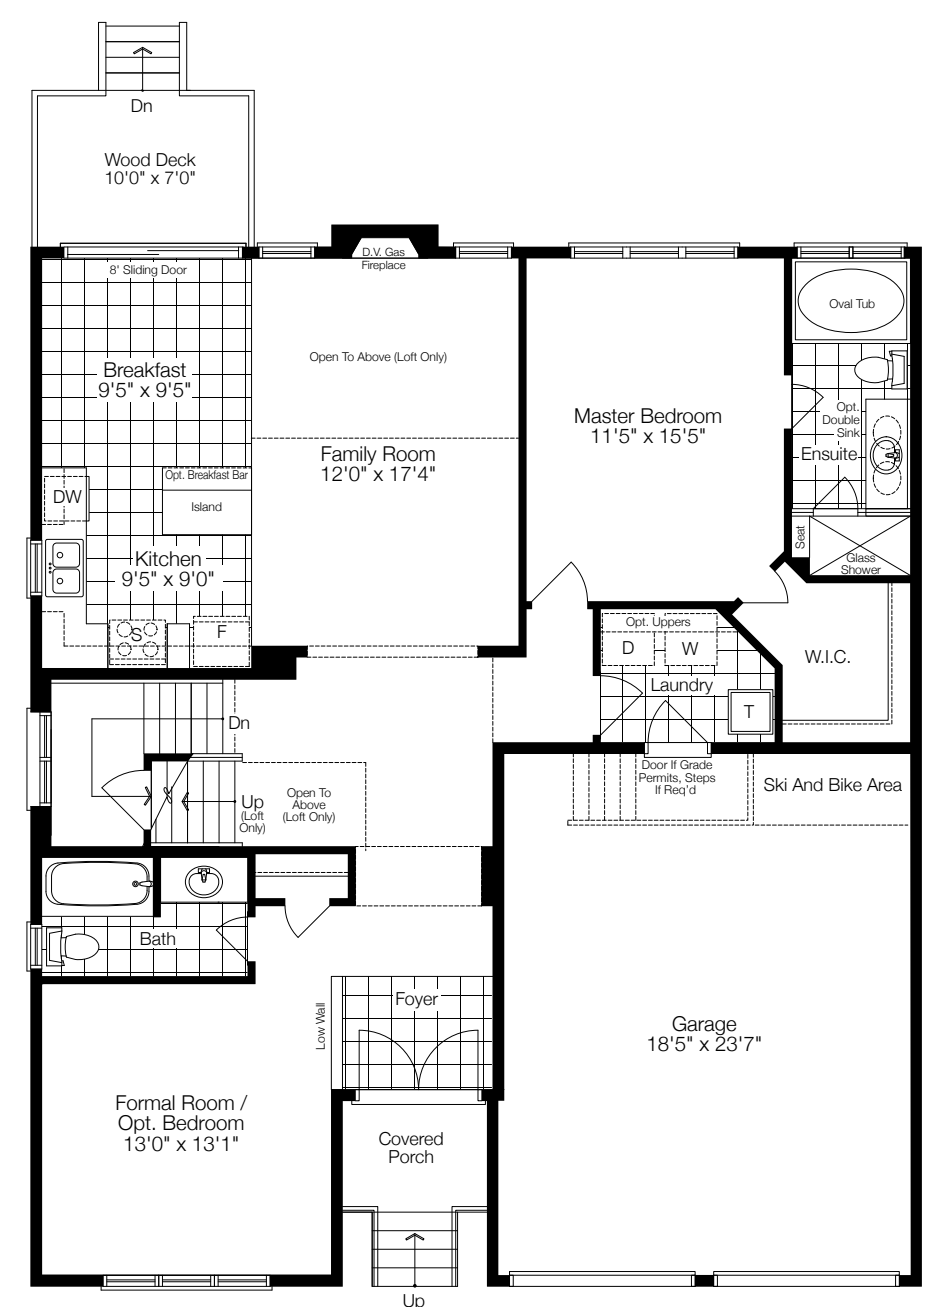 Dn
Wood Deck
10'0" x 7'0"
D.V. Gas
Fireplace
8' Sliding Door
Oval Tub
Open To Above (Loft Only)
Breakfast
9'5" x 9'5"
Master Bedroom
11'5" x 15'5"
Opt.
Double
Sink
Ensuite
Family Room
12'0" x 17'4"
Opt. Breakfast Bar
DW
Island
Seat
Glass
Shower
Kitchen
9'5" x 9'0"
S
F
Opt. Uppers
D
W
W.I.C.
Laundry
T
Dn
Door If Grade
Permits, Steps
If Req'd
Ski And Bike Area
Up
(Loft
Only)
Open To
Above
(Loft Only)
Bath
Foyer
Low Wall
Garage
18'5" x 23'7"
Formal Room /
Opt. Bedroom
13'0" x 13'1"
Covered
Porch
Up